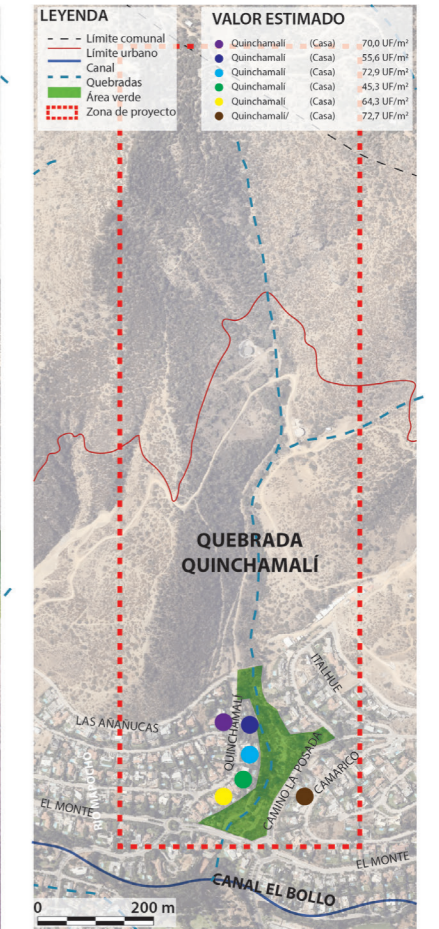 LEYENDA
Límite comunal
Límite urbano
Canal
Quebradas
Área verde
Zona de proyecto
VALOR ESTIMADO
Quinchamalí (Casa) 70,0 UF/m²
Quinchamalí (Casa) 55,6 UF/m²
Quinchamalí (Casa) 72,9 UF/m²
Quinchamalí (Casa) 45,3 UF/m²
Quinchamalí (Casa) 64,3 UF/m²
Quinchamalí/ (Casa) 72,7 UF/m²
QUEBRADA
QUINCHAMALÍ
ITALHUE
LAS AÑAÑUCAS
QUINCHAMALÍ
CAMINO LA POSADA
CAMARICO
EL MONTE
EL MONTE
CANAL EL BOLLO
0 200 m